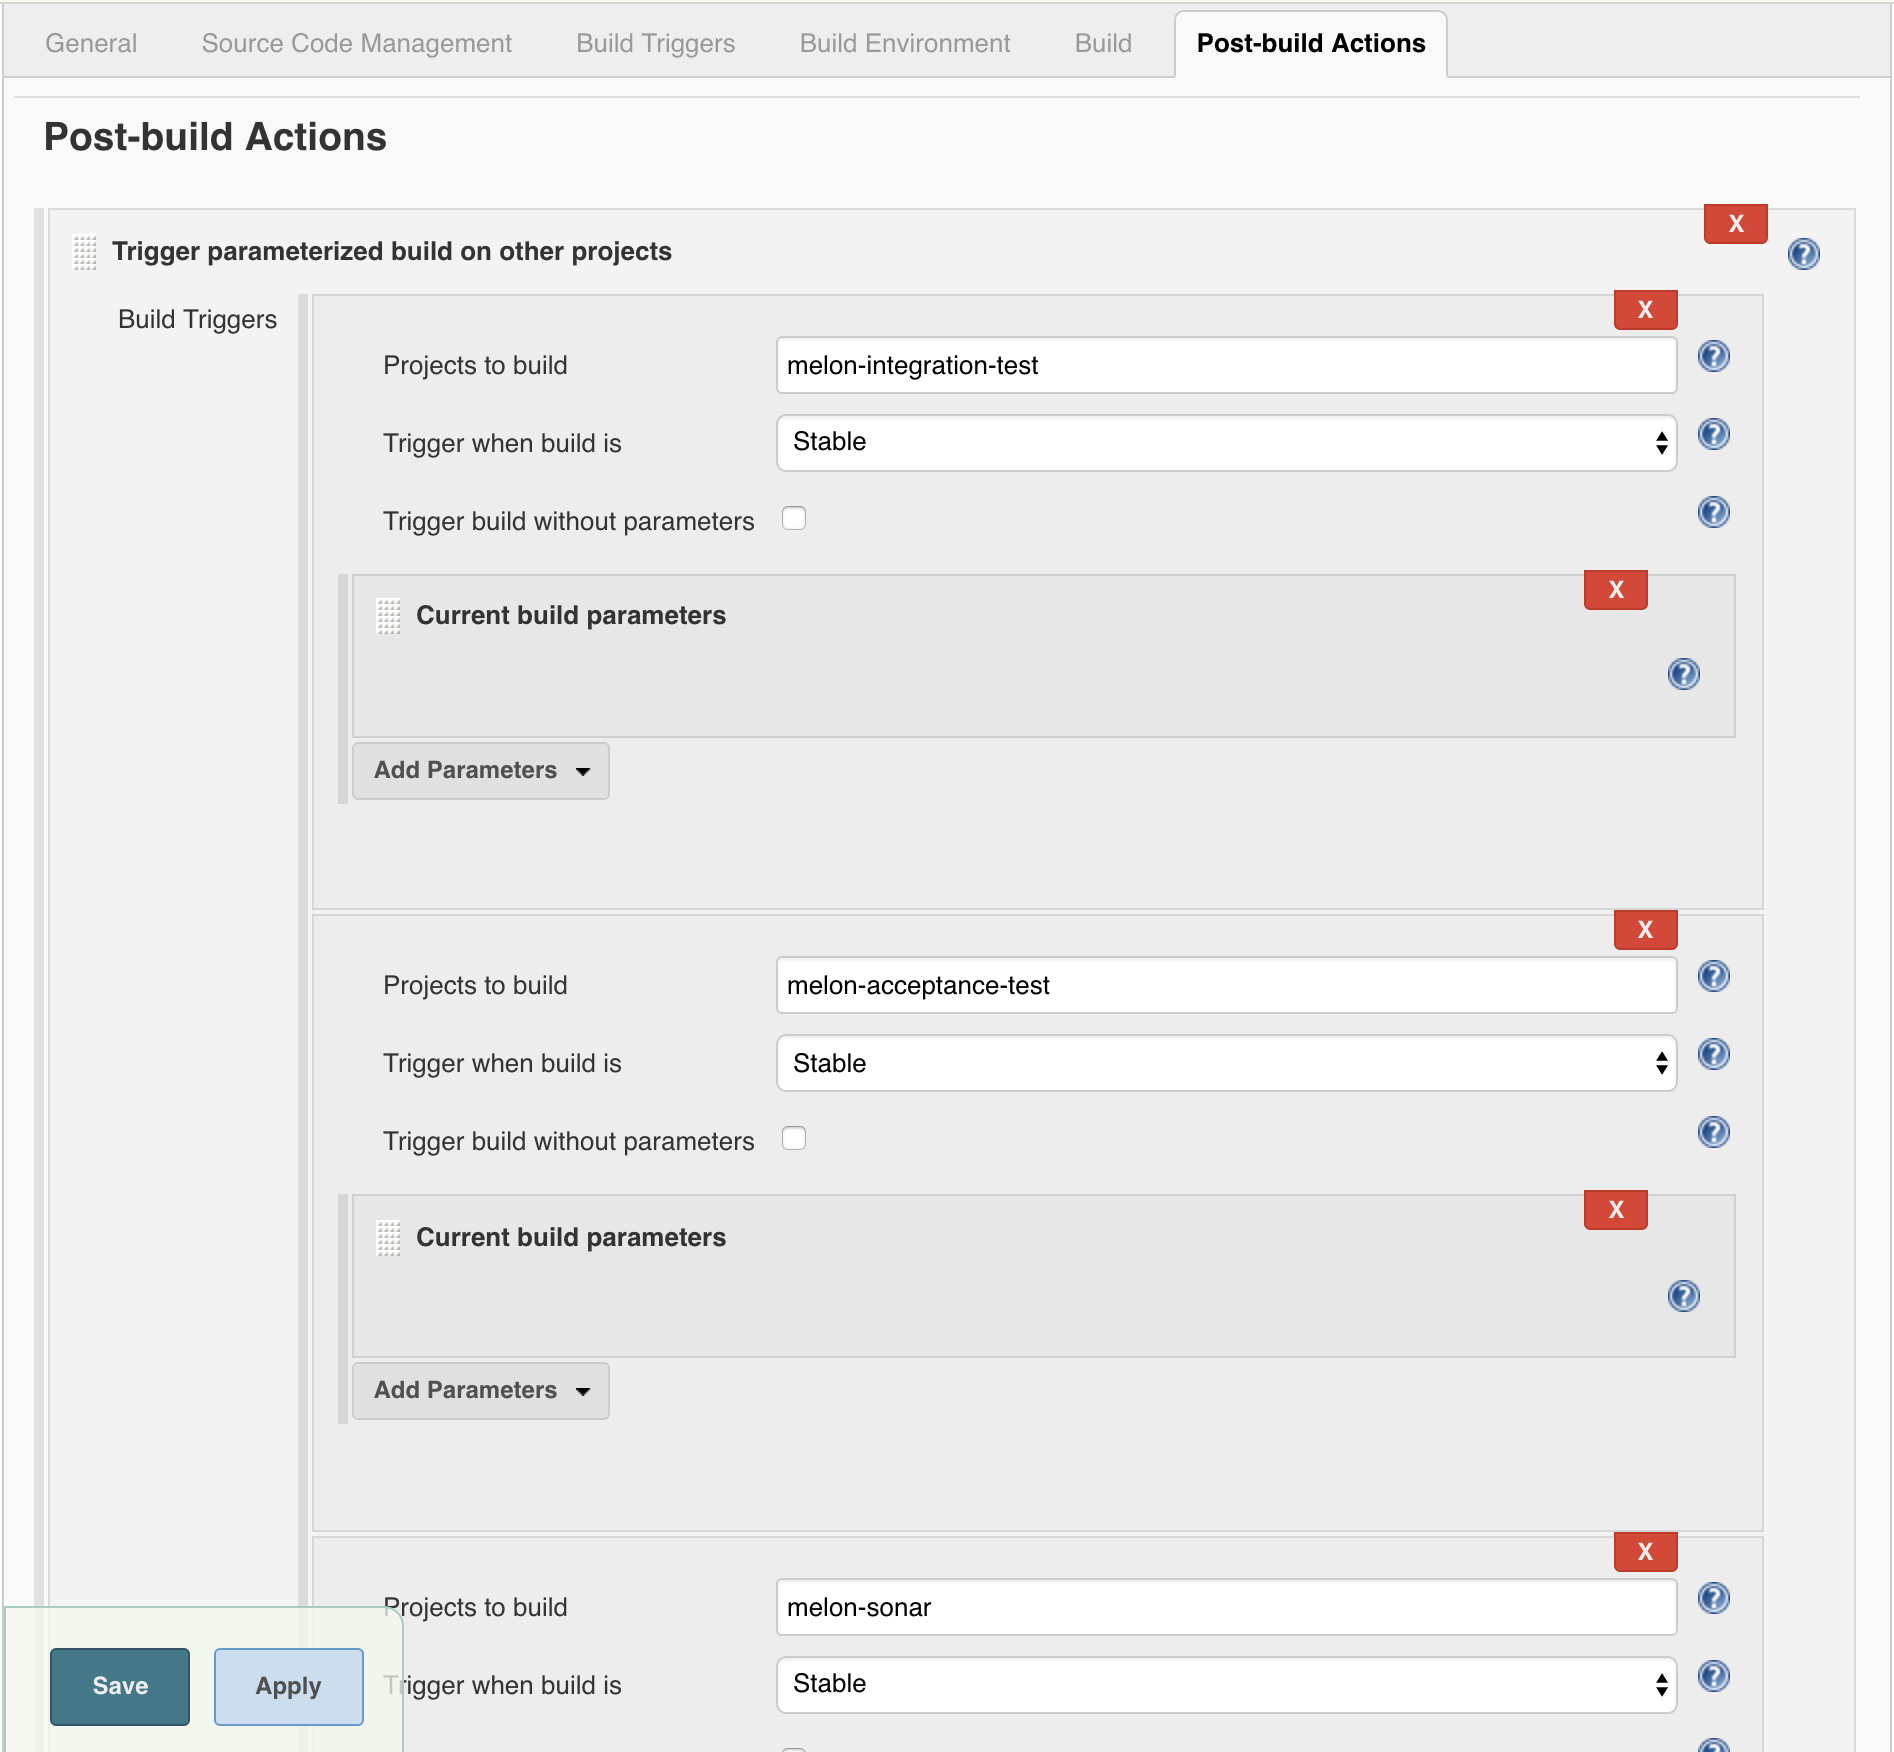 General Source Code Management Build Triggers Build Environment Build Post-build Actions
Post-build Actions
X
Trigger parameterized build on other projects
?
Build Triggers
X
Projects to build melon-integration-test ?
Trigger when build is Stable ?
Trigger build without parameters ?
X
Current build parameters
?
Add Parameters
X
Projects to build melon-acceptance-test ?
Trigger when build is Stable ?
Trigger build without parameters ?
X
Current build parameters
?
Add Parameters
X
Projects to build melon-sonar ?
Save Apply Trigger when build is Stable ?
?